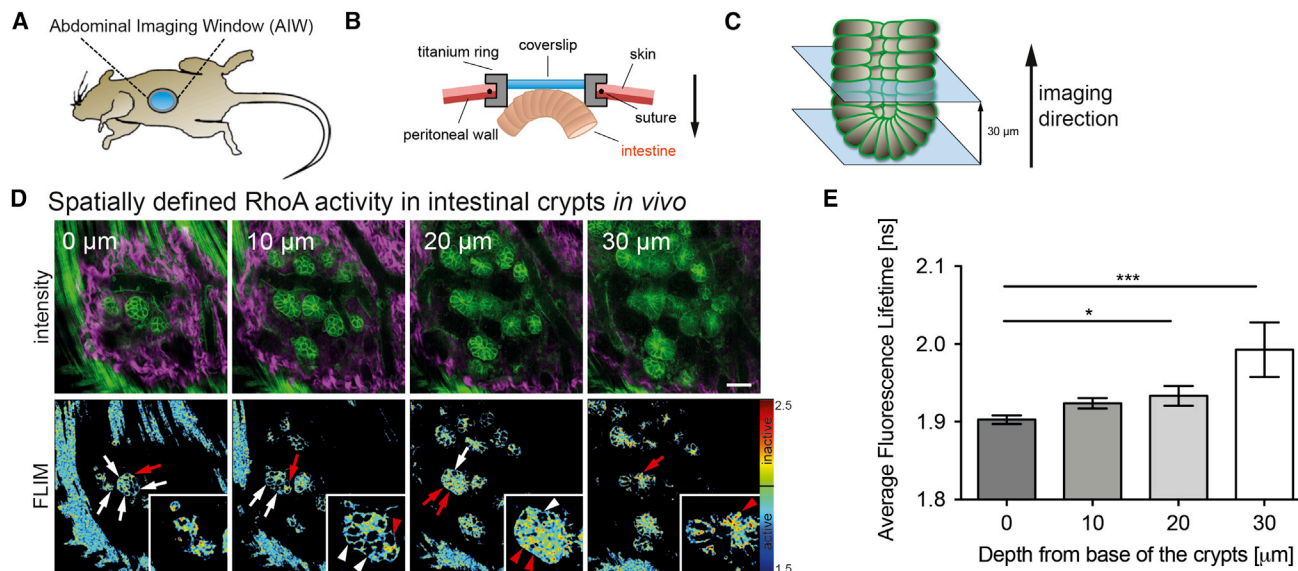 A
Abdominal Imaging Window (AIW)
B
titanium ring
coverslip
skin
peritoneal wall
suture
intestine
C
30 µm
imaging
direction
D Spatially defined RhoA activity in intestinal crypts in vivo
intensity
0 µm
10 µm
20 µm
30 µm
FLIM
2.5
inactive
active
1.5
E
Average Fluorescence Lifetime [ns]
2.1
2.0
1.9
1.8
***
*
0
10
20
30
Depth from base of the crypts [µm]